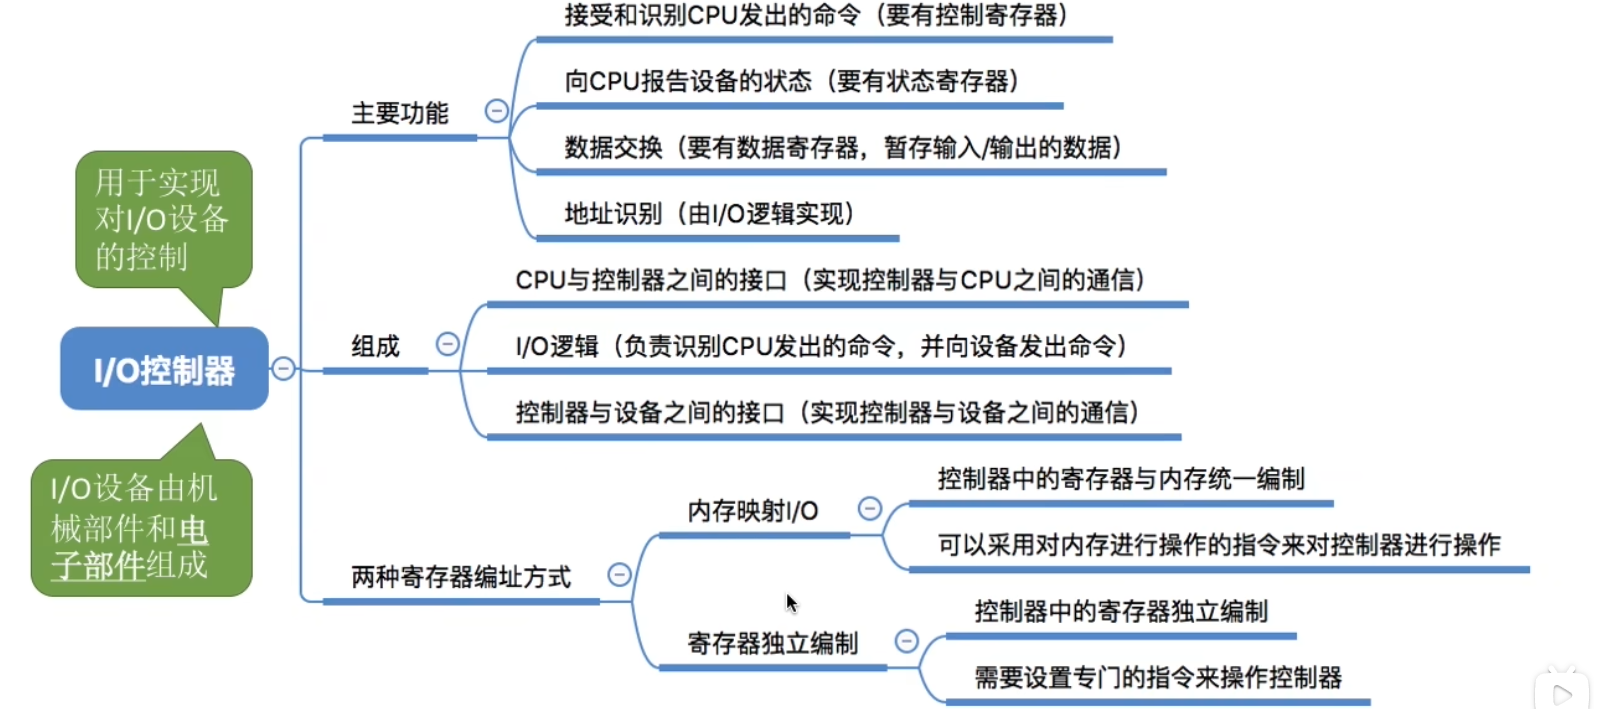 接受和识别CPU发出的命令（要有控制寄存器）
向CPU报告设备的状态（要有状态寄存器）
主要功能
数据交换（要有数据寄存器，暂存输入/输出的数据）
地址识别（由I/O逻辑实现）
用于实现
对I/O设备
的控制
CPU与控制器之间的接口（实现控制器与CPU之间的通信）
I/O控制器
组成
I/O逻辑（负责识别CPU发出的命令，并向设备发出命令）
控制器与设备之间的接口（实现控制器与设备之间的通信）
I/O设备由机
械部件和电
子部件组成
两种寄存器编址方式
内存映射I/O
控制器中的寄存器与内存统一编制
可以采用对内存进行操作的指令来对控制器进行操作
寄存器独立编制
控制器中的寄存器独立编制
需要设置专门的指令来操作控制器